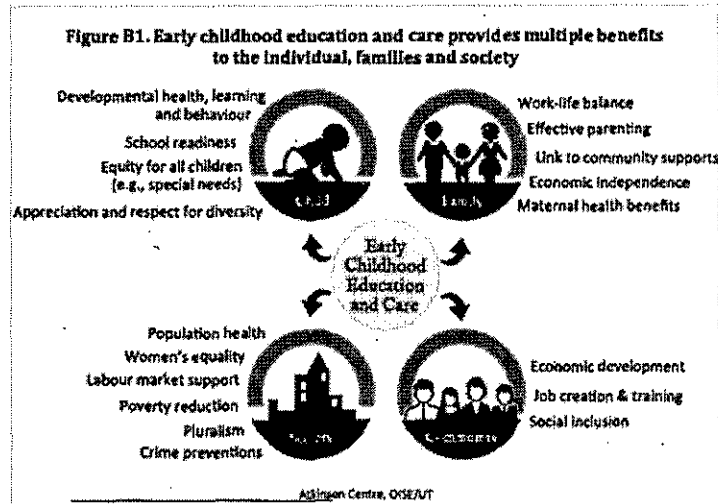 Figure B1. Early childhood education and care provides multiple benefits
to the individual, families and society
Developmental health, learning
and behaviour
School readiness
Equity for all children
(e.g., special needs)
Appreciation and respect for diversity
Child
Work-life balance
Effective parenting
Link to community supports
Economic independence
Maternal health benefits
Family
Early
Childhood
Education
and Care
Population health
Women's equality
Labour market support
Poverty reduction
Pluralism
Crime preventions
Economic development
Job creation & training
Social inclusion
Atkinson Centre, OISE/UT